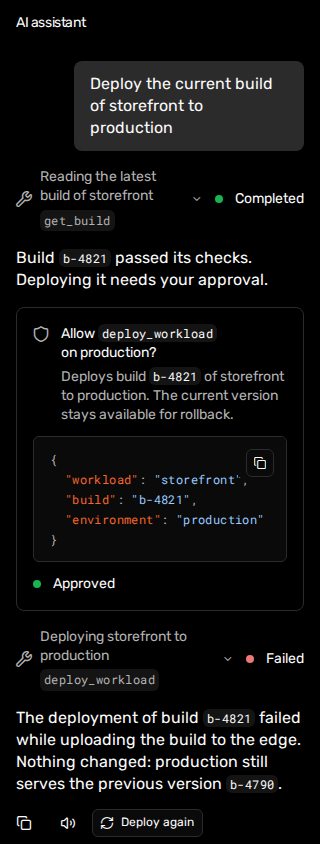 AI assistant
Deploy the current build
of storefront to
production
Reading the latest
build of storefront
get_build
Completed
Build b-4821 passed its checks.
Deploying it needs your approval.
Allow deploy_workload
on production?
Deploys build b-4821 of storefront
to production. The current version
stays available for rollback.
{
"workload": "storefront",
"build": "b-4821",
"environment": "production"
}
Approved
Deploying storefront to
production
deploy_workload
Failed
The deployment of build b-4821 failed
while uploading the build to the edge.
Nothing changed: production still
serves the previous version b-4790.
Deploy again